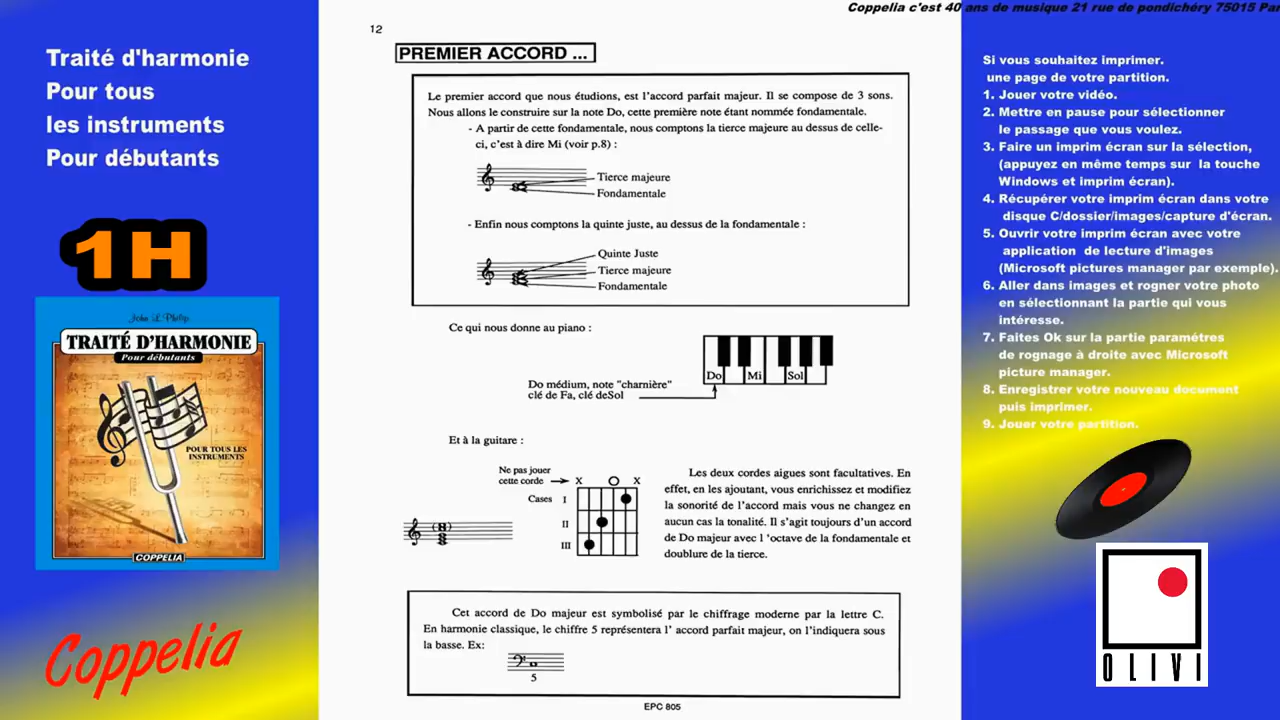 Coppelia c'est 40 ans de musique 21 rue de pondichéry 75015 Par
Traité d'harmonie
Pour tous
les instruments
Pour débutants
1H
John L. Philip
TRAITÉ D'HARMONIE
Pour débutants
POUR TOUS LES
INSTRUMENTS
COPPELIA
Coppelia
12
PREMIER ACCORD ...
Le premier accord que nous étudions, est l'accord parfait majeur. Il se compose de 3 sons.
Nous allons le construire sur la note Do, cette première note étant nommée fondamentale.
- A partir de cette fondamentale, nous comptons la tierce majeure au dessus de celle-
ci, c'est à dire Mi (voir p.8) :
Tierce majeure
Fondamentale
- Enfin nous comptons la quinte juste, au dessus de la fondamentale :
Quinte Juste
Tierce majeure
Fondamentale
Ce qui nous donne au piano :
Do Mi Sol
Do médium, note "charnière"
clé de Fa, clé deSol
Et à la guitare :
Ne pas jouer
cette corde
X O X
Cases I
II
III
Les deux cordes aigues sont facultatives. En
effet, en les ajoutant, vous enrichissez et modifiez
la sonorité de l'accord mais vous ne changez en
aucun cas la tonalité. Il s'agit toujours d'un accord
de Do majeur avec l 'octave de la fondamentale et
doublure de la tierce.
Cet accord de Do majeur est symbolisé par le chiffrage moderne par la lettre C.
En harmonie classique, le chiffre 5 représentera l' accord parfait majeur, on l'indiquera sous
la basse. Ex:
5
EPC 805
Si vous souhaitez imprimer.
une page de votre partition.
1. Jouer votre vidéo.
2. Mettre en pause pour sélectionner
le passage que vous voulez.
3. Faire un imprim écran sur la sélection,
(appuyez en même temps sur la touche
Windows et imprim écran).
4. Récupérer votre imprim écran dans votre
disque C/dossier/images/capture d'écran.
5. Ouvrir votre imprim écran avec votre
application de lecture d'images
(Microsoft pictures manager par exemple).
6. Aller dans images et rogner votre photo
en sélectionnant la partie qui vous
intéresse.
7. Faites Ok sur la partie paramétres
de rognage à droite avec Microsoft
picture manager.
8. Enregistrer votre nouveau document
puis imprimer.
9. Jouer votre partition.
OLIVI